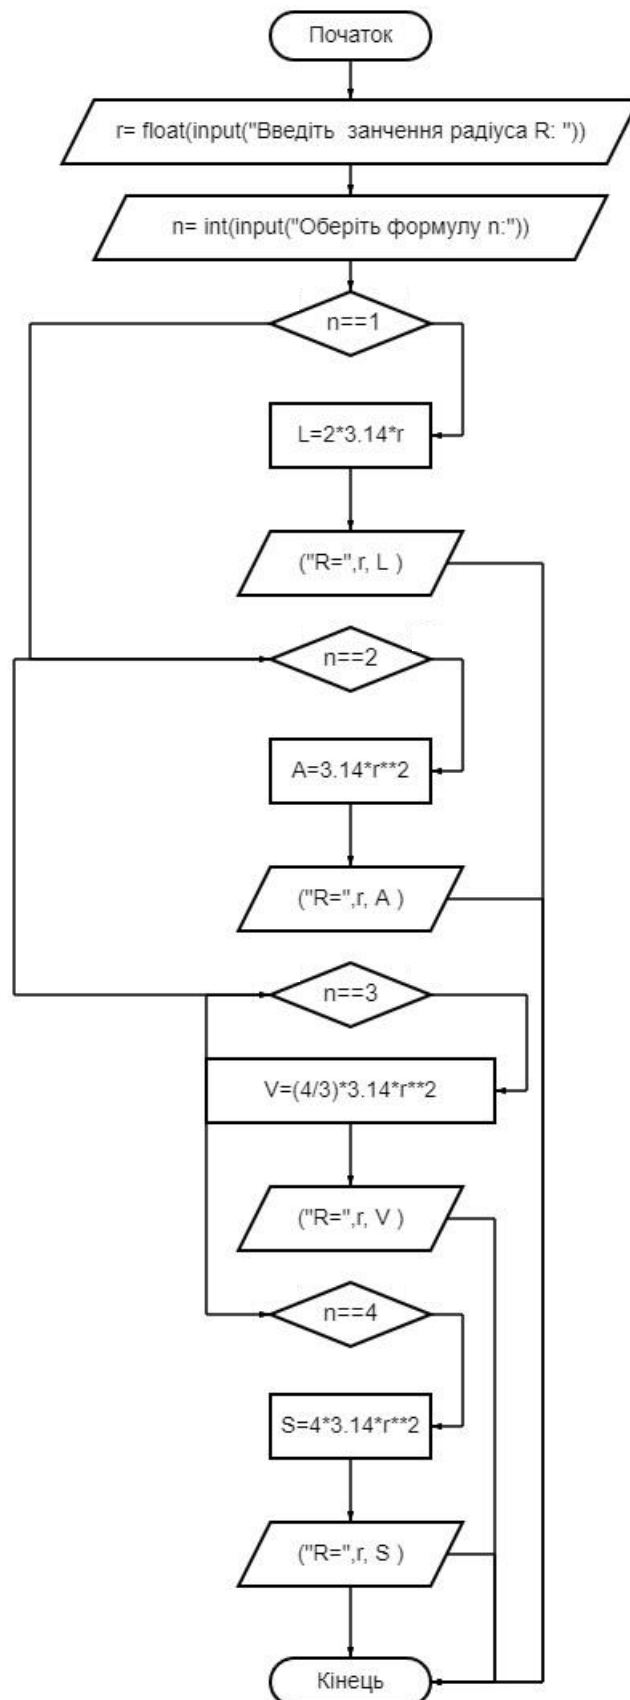 Початок
r= float(input("Введіть  занчення радіуса R: "))
n= int(input("Оберіть формулу n:"))
n==1
L=2*3.14*r
("R=",r, L )
n==2
A=3.14*r**2
("R=",r, A )
n==3
V=(4/3)*3.14*r**2
("R=",r, V )
n==4
S=4*3.14*r**2
("R=",r, S )
Кінець